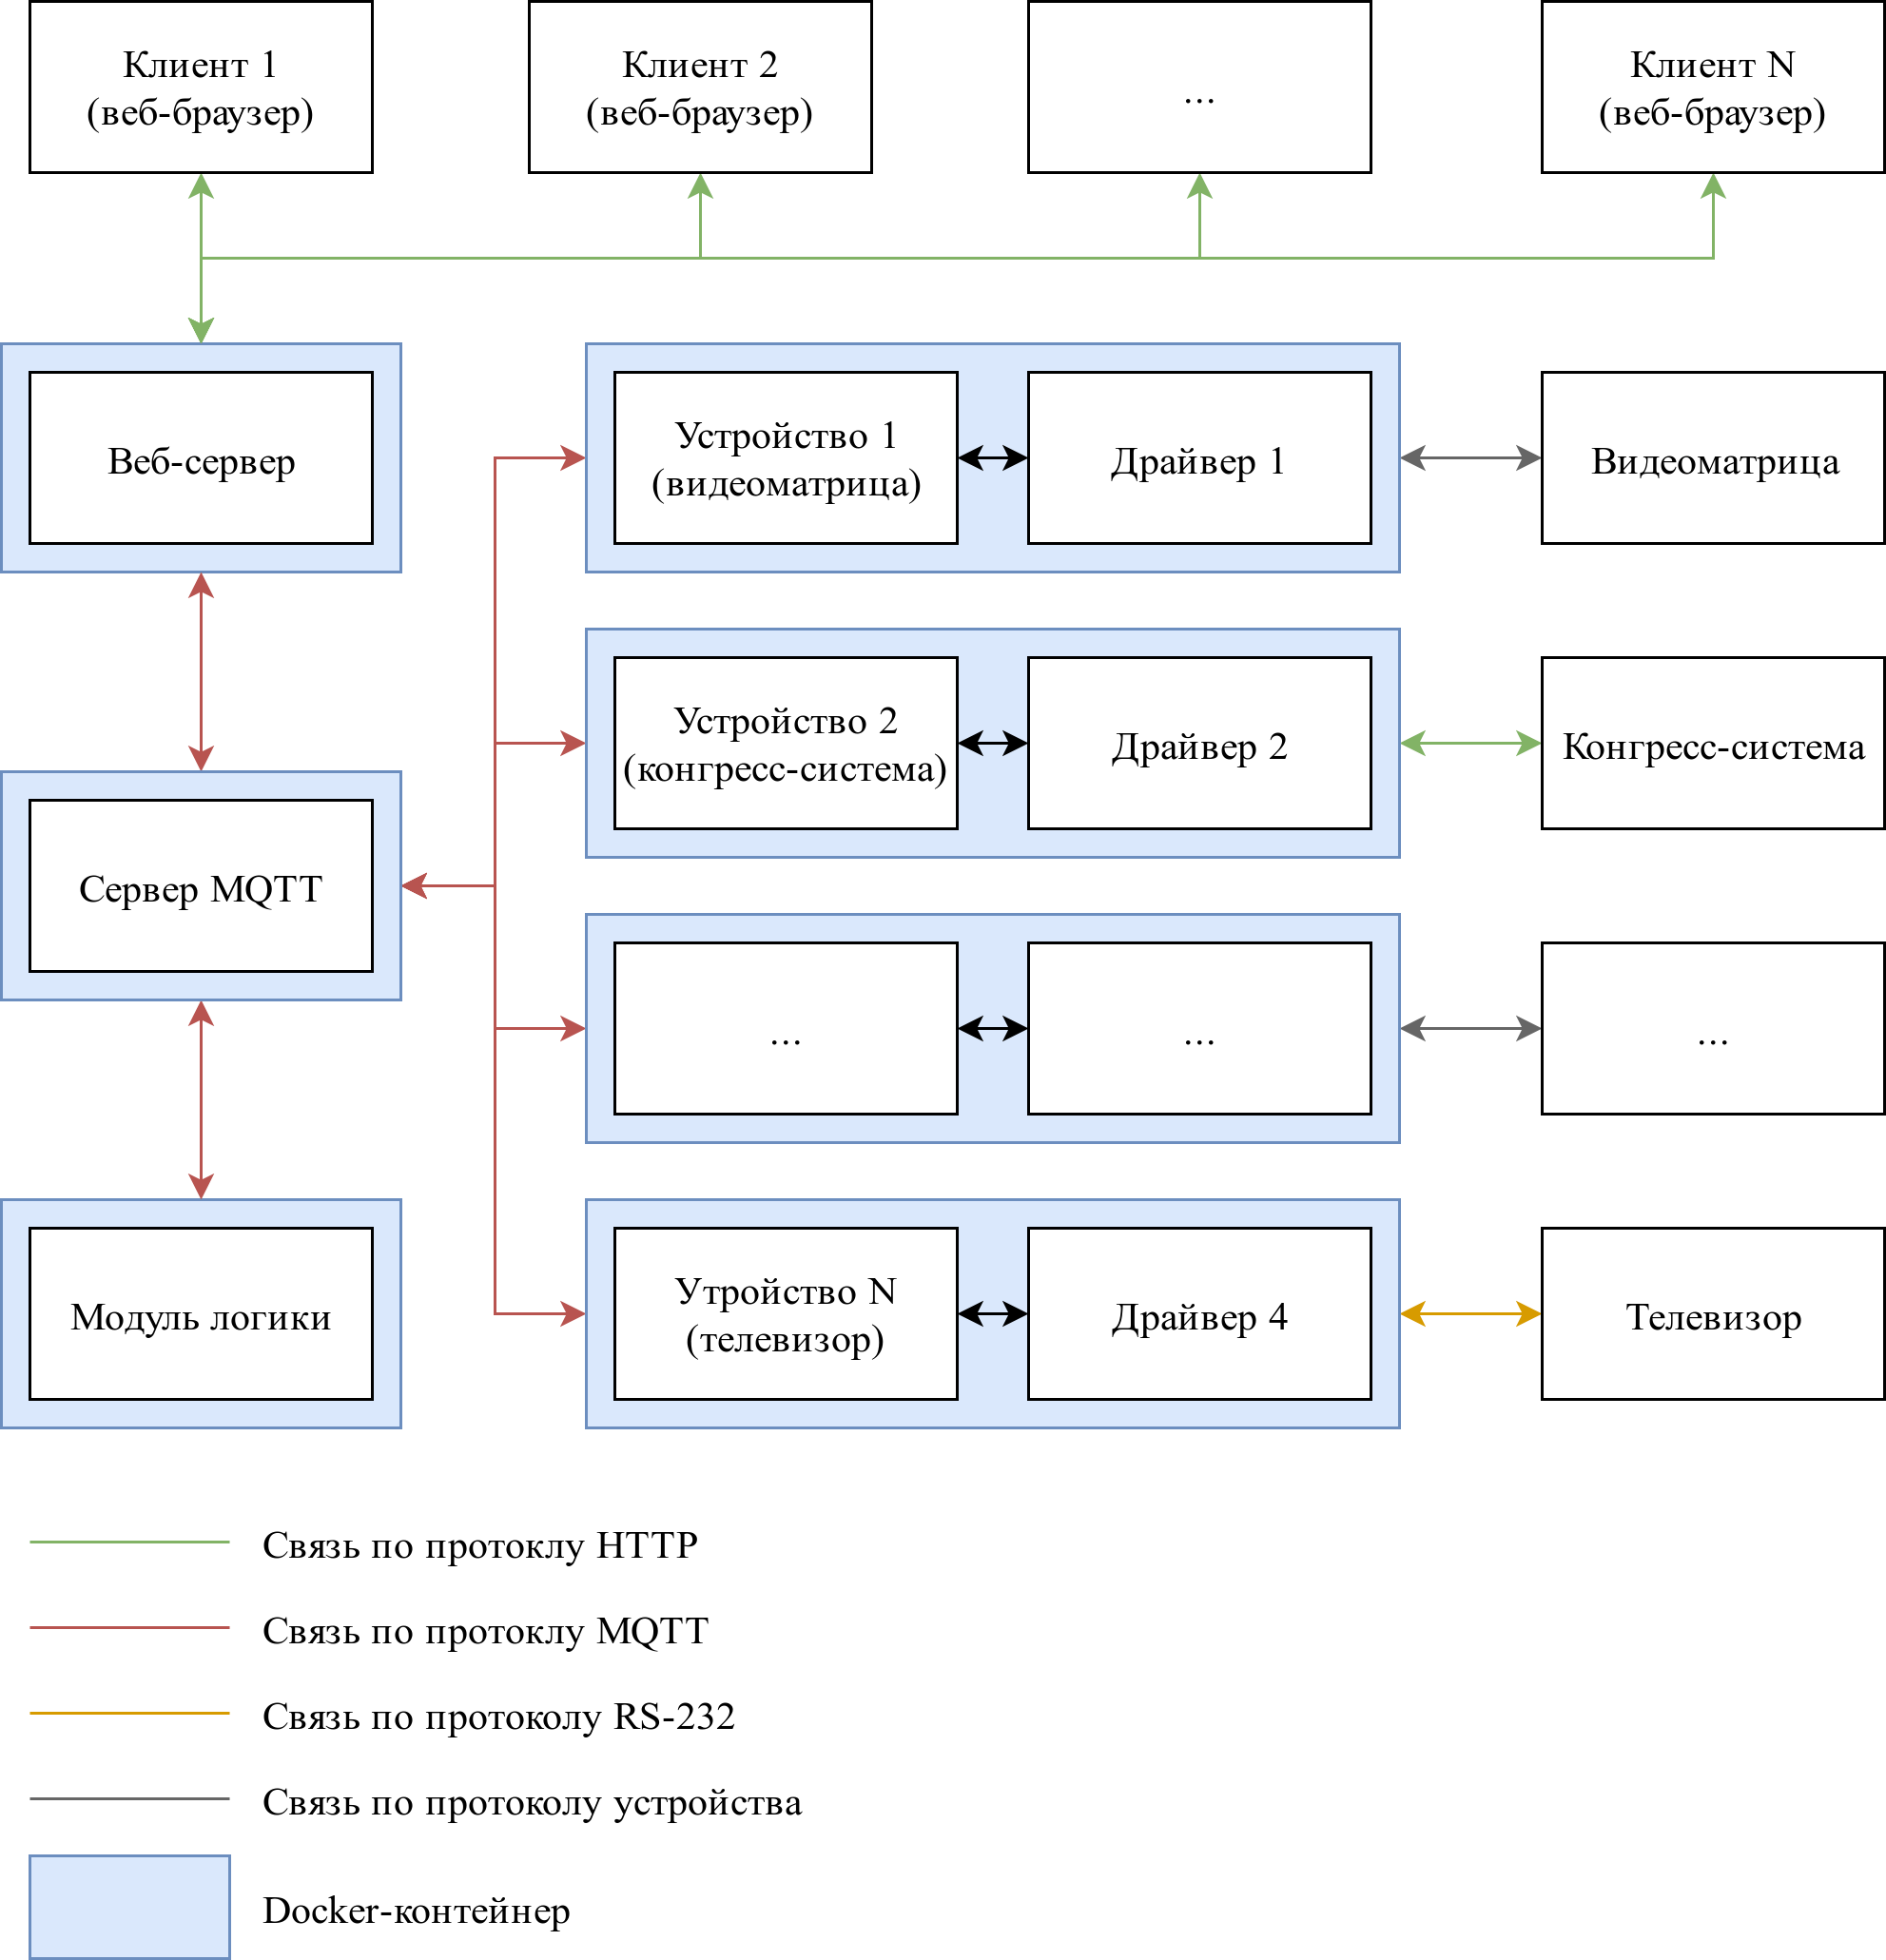 Клиент 1
(веб-браузер)
Клиент 2
(веб-браузер)
...
Клиент N
(веб-браузер)
Веб-сервер
Устройство 1
(видеоматрица)
Драйвер 1
Видеоматрица
Устройство 2
(конгресс-система)
Драйвер 2
Конгресс-система
Сервер MQTT
...
...
...
Модуль логики
Утройство N
(телевизор)
Драйвер 4
Телевизор
Связь по протоклу HTTP
Связь по протоклу MQTT
Связь по протоколу RS-232
Связь по протоколу устройства
Docker-контейнер